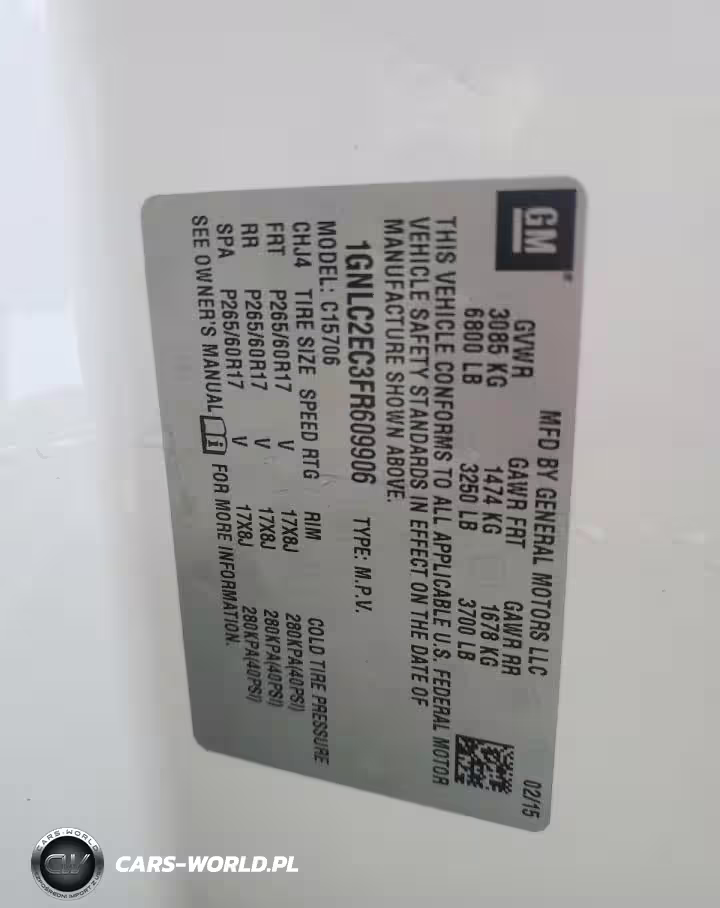 GM
MFD BY GENERAL MOTORS LLC 02/15
GVWR GAWR FRT GAWR RR
3085 KG 1474 KG 1678 KG
6800 LB 3250 LB 3700 LB
THIS VEHICLE CONFORMS TO ALL APPLICABLE U.S. FEDERAL MOTOR
VEHICLE SAFETY STANDARDS IN EFFECT ON THE DATE OF
MANUFACTURE SHOWN ABOVE.
1GNLC2EC3FR609906 TYPE: M.P.V.
MODEL: C15706
CHJ4 TIRE SIZE SPEED RTG RIM COLD TIRE PRESSURE
FRT P265/60R17 V 17X8J 280KPA(40PSI)
RR P265/60R17 V 17X8J 280KPA(40PSI)
SPA P265/60R17 V 17X8J 280KPA(40PSI)
SEE OWNER'S MANUAL FOR MORE INFORMATION.
CARS-WORLD
CW
CARS-WORLD.PL